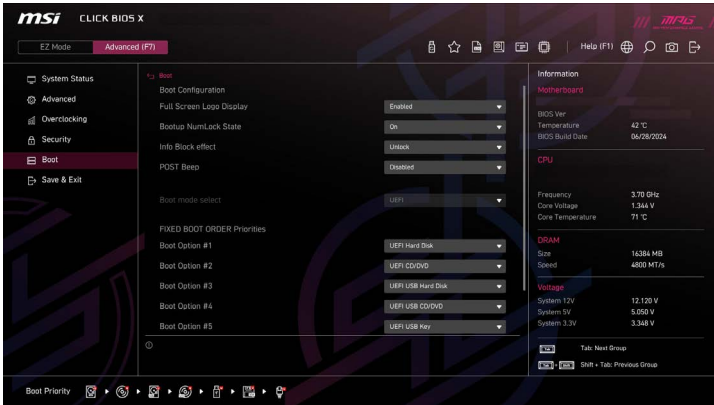 msi CLICK BIOS X
MPG
EZ Mode
Advanced (F7)
Help (F1)
System Status
Advanced
Overclocking
Security
Boot
Save & Exit
Boot
Boot Configuration
Full Screen Logo Display Enabled
Bootup NumLock State On
Info Block effect Unlock
POST Beep Disabled
Boot mode select UEFI
FIXED BOOT ORDER Priorities
Boot Option #1 UEFI Hard Disk
Boot Option #2 UEFI CD/DVD
Boot Option #3 UEFI USB Hard Disk
Boot Option #4 UEFI USB CD/DVD
Boot Option #5 UEFI USB Key
Information
Motherboard
BIOS Ver
Temperature 42 °C
BIOS Build Date 06/28/2024
CPU
Frequency 3.70 GHz
Core Voltage 1.344 V
Core Temperature 71 °C
DRAM
Size 16384 MB
Speed 4800 MT/s
Voltage
System 12V 12.120 V
System 5V 5.050 V
System 3.3V 3.348 V
Tab: Next Group
Shift + Tab: Previous Group
Boot Priority